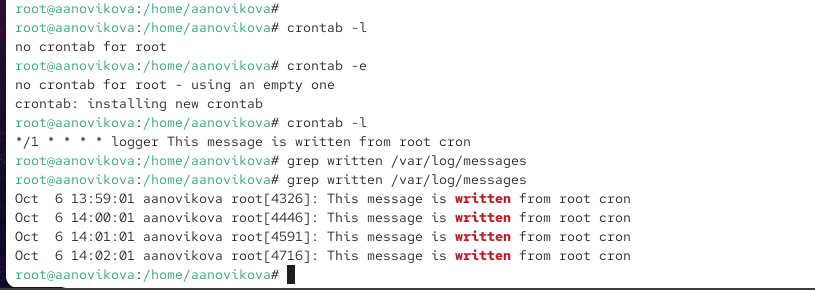 root@aanovikova:/home/aanovikova#
root@aanovikova:/home/aanovikova# crontab -l
no crontab for root
root@aanovikova:/home/aanovikova# crontab -e
no crontab for root - using an empty one
crontab: installing new crontab
root@aanovikova:/home/aanovikova# crontab -l
*/1 * * * * logger This message is written from root cron
root@aanovikova:/home/aanovikova# grep written /var/log/messages
root@aanovikova:/home/aanovikova# grep written /var/log/messages
Oct  6 13:59:01 aanovikova root[4326]: This message is written from root cron
Oct  6 14:00:01 aanovikova root[4446]: This message is written from root cron
Oct  6 14:01:01 aanovikova root[4591]: This message is written from root cron
Oct  6 14:02:01 aanovikova root[4716]: This message is written from root cron
root@aanovikova:/home/aanovikova#